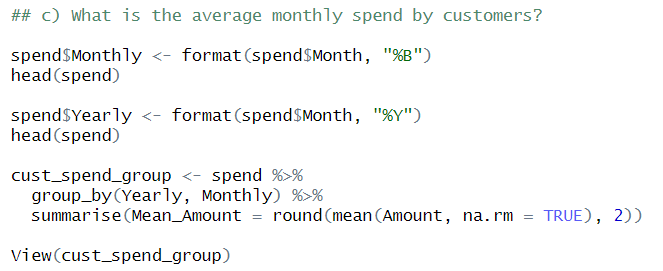 ## c) What is the average monthly spend by customers?
spend$Monthly <- format(spend$Month, "%B")
head(spend)
spend$Yearly <- format(spend$Month, "%Y")
head(spend)
cust_spend_group <- spend %>%
  group_by(Yearly, Monthly) %>%
  summarise(Mean_Amount = round(mean(Amount, na.rm = TRUE), 2))
View(cust_spend_group)